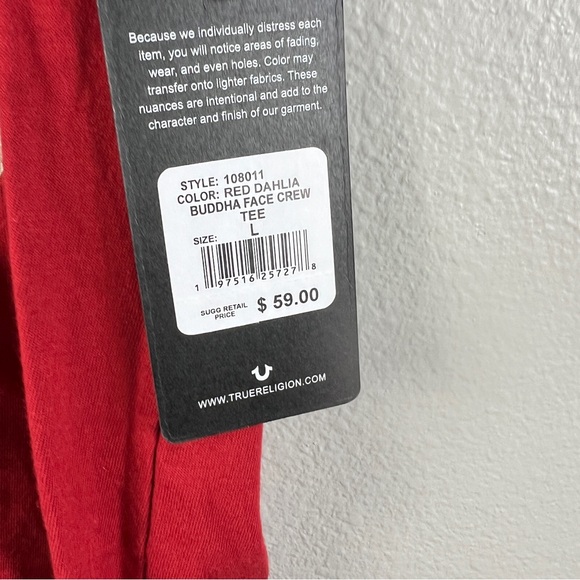 Because we individually distress each
item, you will notice areas of fading,
wear, and even holes. Color may
transfer onto lighter fabrics. These
nuances are intentional and add to the
character and finish of our garment.
STYLE: 108011
COLOR: RED DAHLIA
BUDDHA FACE CREW
TEE
SIZE: L
1 97516 25727 8
SUGG RETAIL
PRICE $ 59.00
WWW.TRUERELIGION.COM